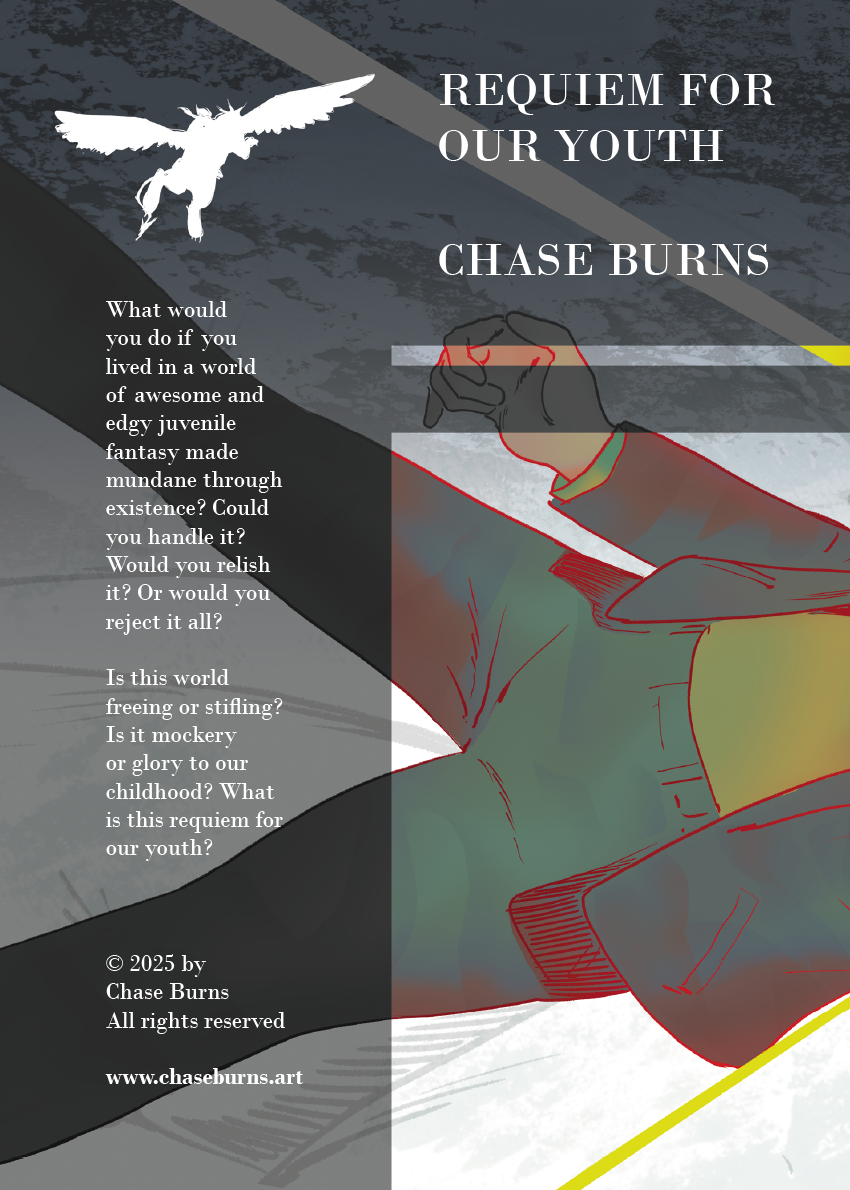 REQUIEM FOR
OUR YOUTH
CHASE BURNS
What would
you do if you
lived in a world
of awesome and
edgy juvenile
fantasy made
mundane through
existence? Could
you handle it?
Would you relish
it? Or would you
reject it all?
Is this world
freeing or stifling?
Is it mockery
or glory to our
childhood? What
is this requiem for
our youth?
© 2025 by
Chase Burns
All rights reserved
www.chaseburns.art